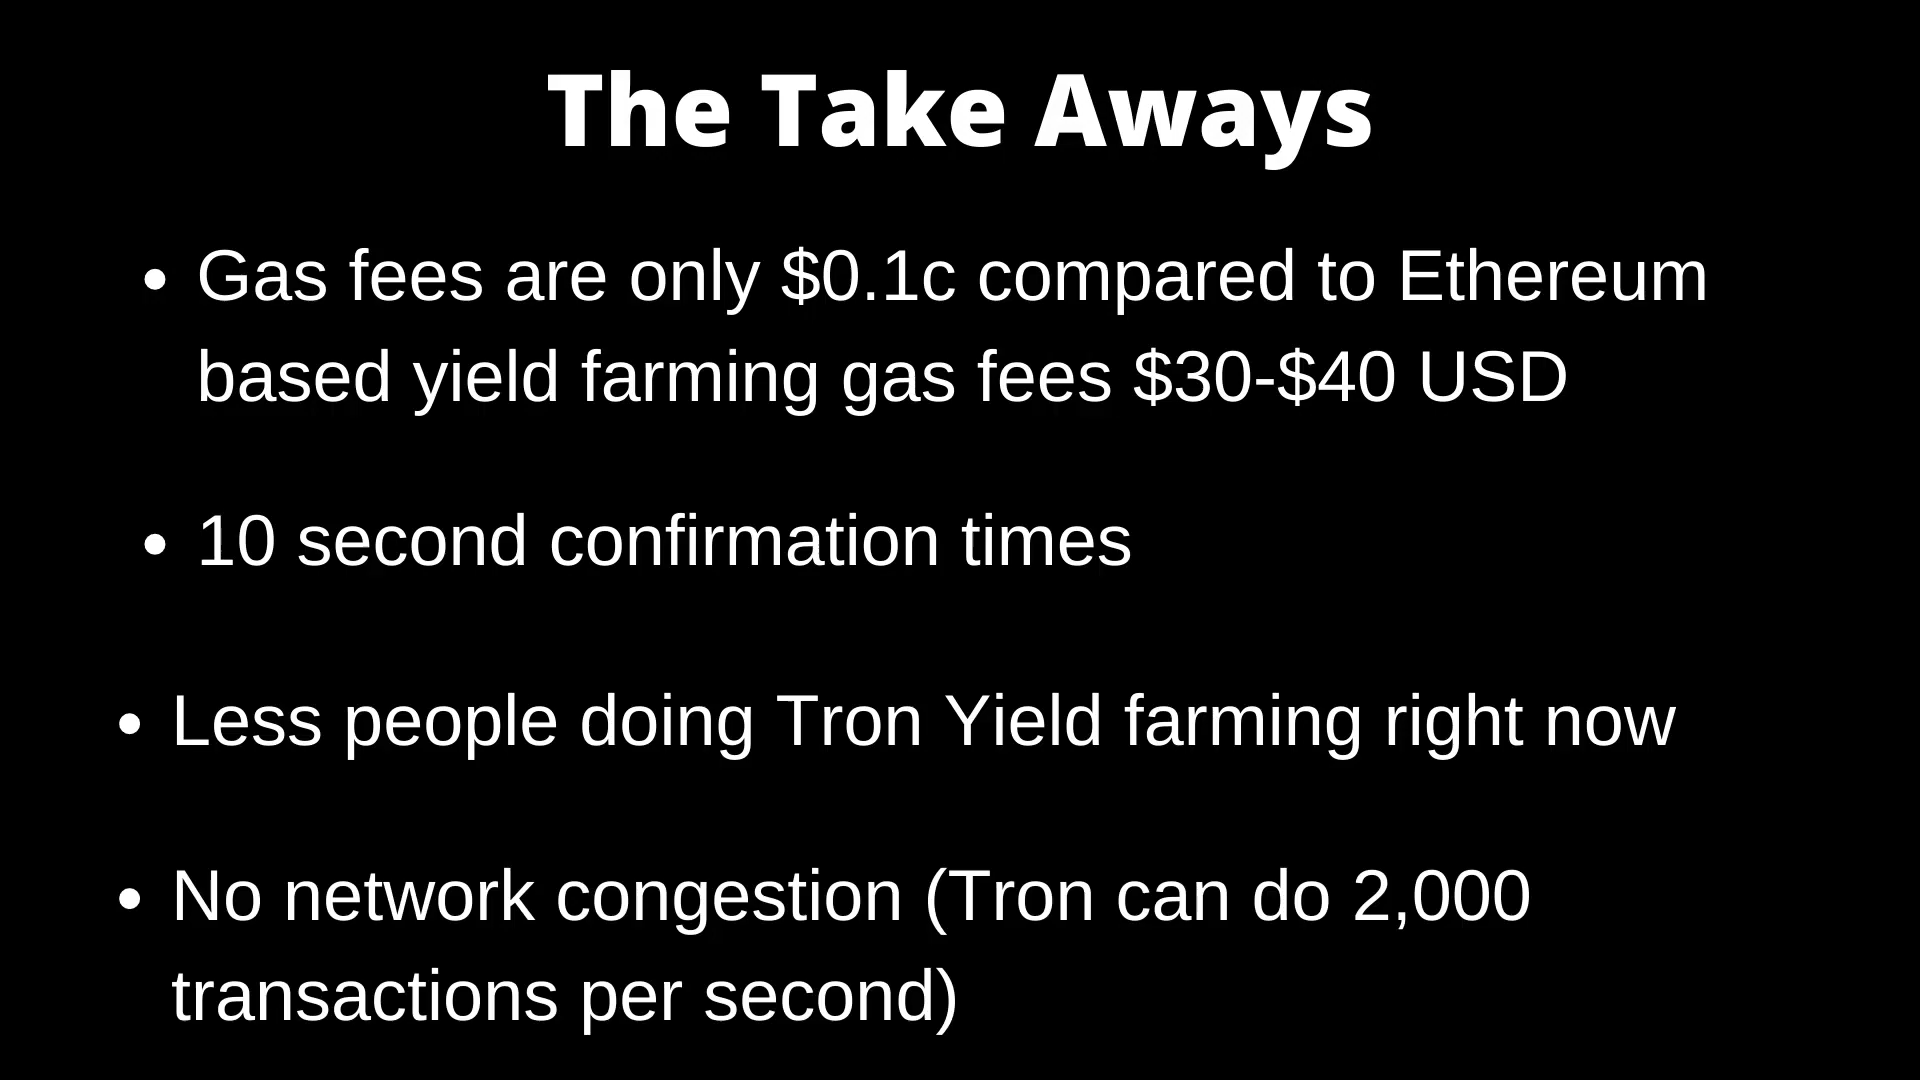 The Take Aways
• Gas fees are only $0.1c compared to Ethereum
based yield farming gas fees $30-$40 USD
• 10 second confirmation times
• Less people doing Tron Yield farming right now
• No network congestion (Tron can do 2,000
transactions per second)